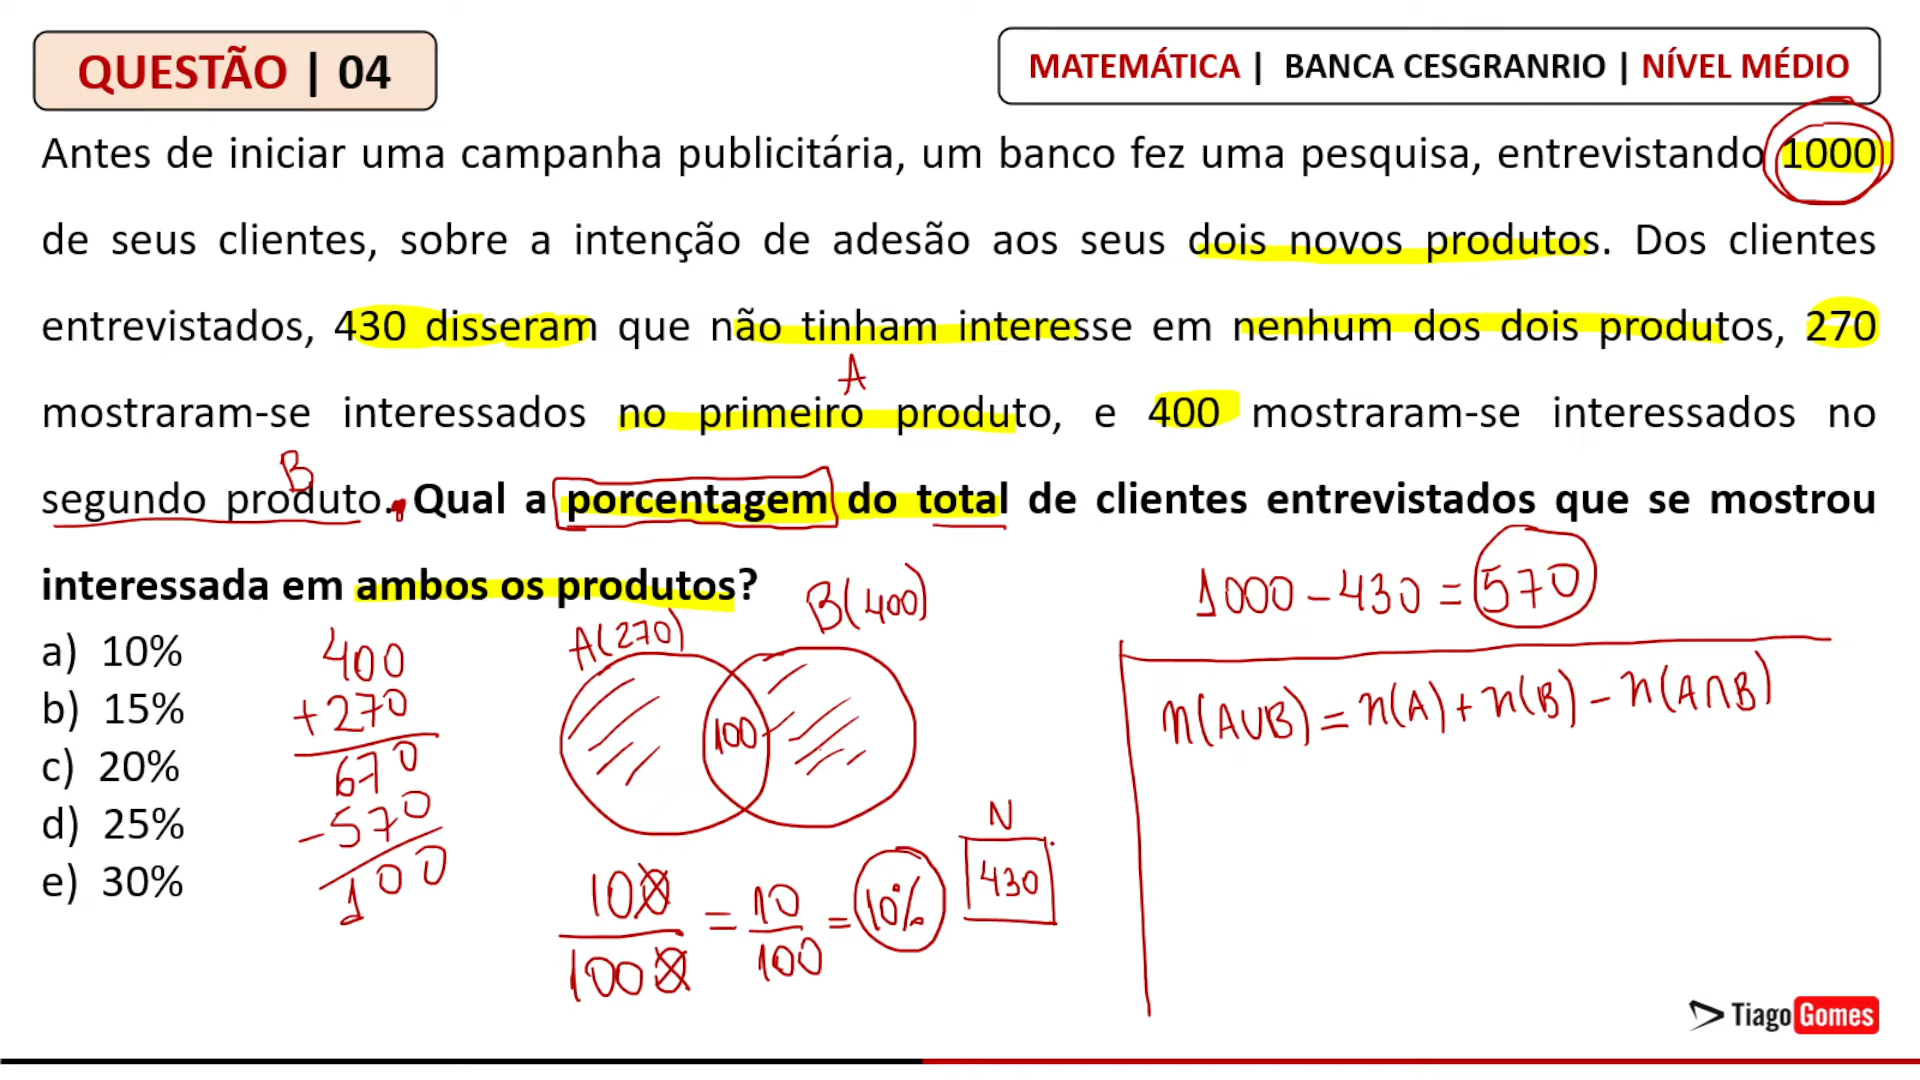 QUESTÃO | 04
MATEMÁTICA | BANCA CESGRANRIO | NÍVEL MÉDIO
Antes de iniciar uma campanha publicitária, um banco fez uma pesquisa, entrevistando 1000
de seus clientes, sobre a intenção de adesão aos seus dois novos produtos. Dos clientes
entrevistados, 430 disseram que não tinham interesse em nenhum dos dois produtos, 270
A
mostraram-se interessados no primeiro produto, e 400 mostraram-se interessados no
B
segundo produto. Qual a porcentagem do total de clientes entrevistados que se mostrou
interessada em ambos os produtos?
1000 - 430 = 570
a) 10%
b) 15%
c) 20%
d) 25%
e) 30%
400
+270
670
-570
100
A(270)
B(400)
100
N
430
100/1000 = 10/100 = 10%
n(A∪B) = n(A) + n(B) - n(A∩B)
Tiago Gomes